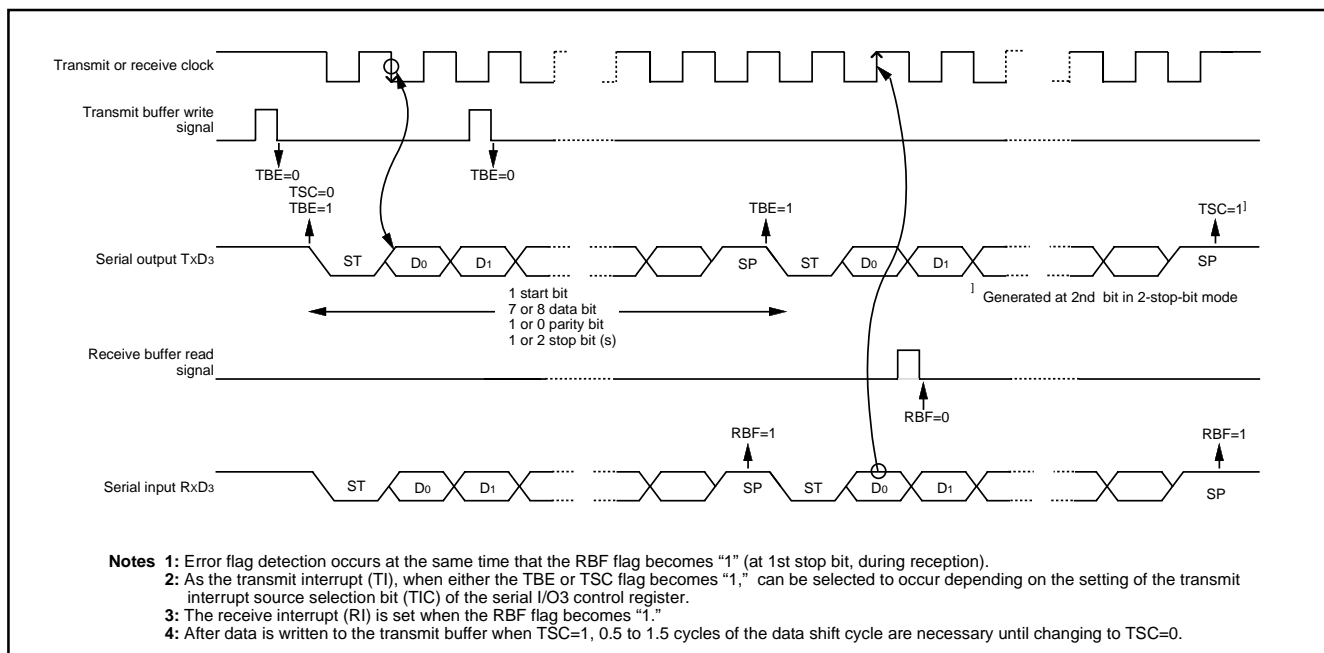 Transmit or receive clock
Transmit buffer write
signal
TBE=0
TBE=0
TSC=0
TBE=1
TBE=1
TSC=1]
Serial output TXD3
ST
D0
D1
SP
ST
D0
D1
SP
1 start bit
7 or 8 data bit
1 or 0 parity bit
1 or 2 stop bit (s)
] Generated at 2nd bit in 2-stop-bit mode
Receive buffer read
signal
RBF=0
RBF=1
RBF=1
Serial input RXD3
ST
D0
D1
SP
ST
D0
D1
SP
Notes 1: Error flag detection occurs at the same time that the RBF flag becomes “1” (at 1st stop bit, during reception).
2: As the transmit interrupt (TI), when either the TBE or TSC flag becomes “1,” can be selected to occur depending on the setting of the transmit
interrupt source selection bit (TIC) of the serial I/O3 control register.
3: The receive interrupt (RI) is set when the RBF flag becomes “1.”
4: After data is written to the transmit buffer when TSC=1, 0.5 to 1.5 cycles of the data shift cycle are necessary until changing to TSC=0.